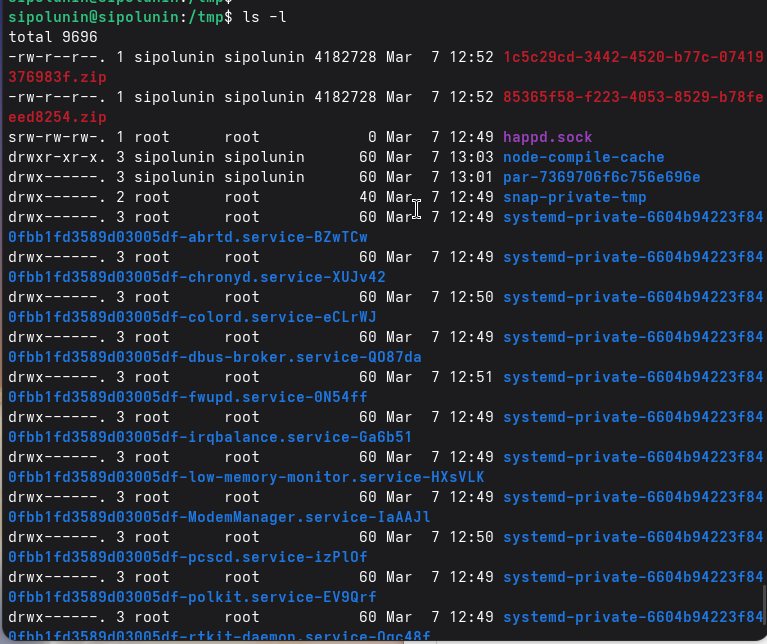 sipolunin@sipolunin:/tmp$ ls -l
total 9696
-rw-r--r--. 1 sipolunin sipolunin 4182728 Mar  7 12:52 1c5c29cd-3442-4520-b77c-07419
376983f.zip
-rw-r--r--. 1 sipolunin sipolunin 4182728 Mar  7 12:52 85365f58-f223-4053-8529-b78fe
eed8254.zip
srw-rw-rw-. 1 root      root            0 Mar  7 12:49 happd.sock
drwxr-xr-x. 3 sipolunin sipolunin      60 Mar  7 13:03 node-compile-cache
drwx------. 3 sipolunin sipolunin      60 Mar  7 13:01 par-7369706f6c756e696e
drwx------. 2 root      root           40 Mar  7 12:49 snap-private-tmp
drwx------. 3 root      root           60 Mar  7 12:49 systemd-private-6604b94223f84
0fbb1fd3589d03005df-abrtd.service-BZwTCw
drwx------. 3 root      root           60 Mar  7 12:49 systemd-private-6604b94223f84
0fbb1fd3589d03005df-chronyd.service-XUJv42
drwx------. 3 root      root           60 Mar  7 12:50 systemd-private-6604b94223f84
0fbb1fd3589d03005df-colord.service-eCLrWJ
drwx------. 3 root      root           60 Mar  7 12:49 systemd-private-6604b94223f84
0fbb1fd3589d03005df-dbus-broker.service-QO87da
drwx------. 3 root      root           60 Mar  7 12:51 systemd-private-6604b94223f84
0fbb1fd3589d03005df-fwupd.service-0N54ff
drwx------. 3 root      root           60 Mar  7 12:49 systemd-private-6604b94223f84
0fbb1fd3589d03005df-irqbalance.service-Ga6b51
drwx------. 3 root      root           60 Mar  7 12:49 systemd-private-6604b94223f84
0fbb1fd3589d03005df-low-memory-monitor.service-HXsVLK
drwx------. 3 root      root           60 Mar  7 12:49 systemd-private-6604b94223f84
0fbb1fd3589d03005df-ModemManager.service-IaAAJl
drwx------. 3 root      root           60 Mar  7 12:50 systemd-private-6604b94223f84
0fbb1fd3589d03005df-pcscd.service-izPlOf
drwx------. 3 root      root           60 Mar  7 12:49 systemd-private-6604b94223f84
0fbb1fd3589d03005df-polkit.service-EV9Qrf
drwx------. 3 root      root           60 Mar  7 12:49 systemd-private-6604b94223f84